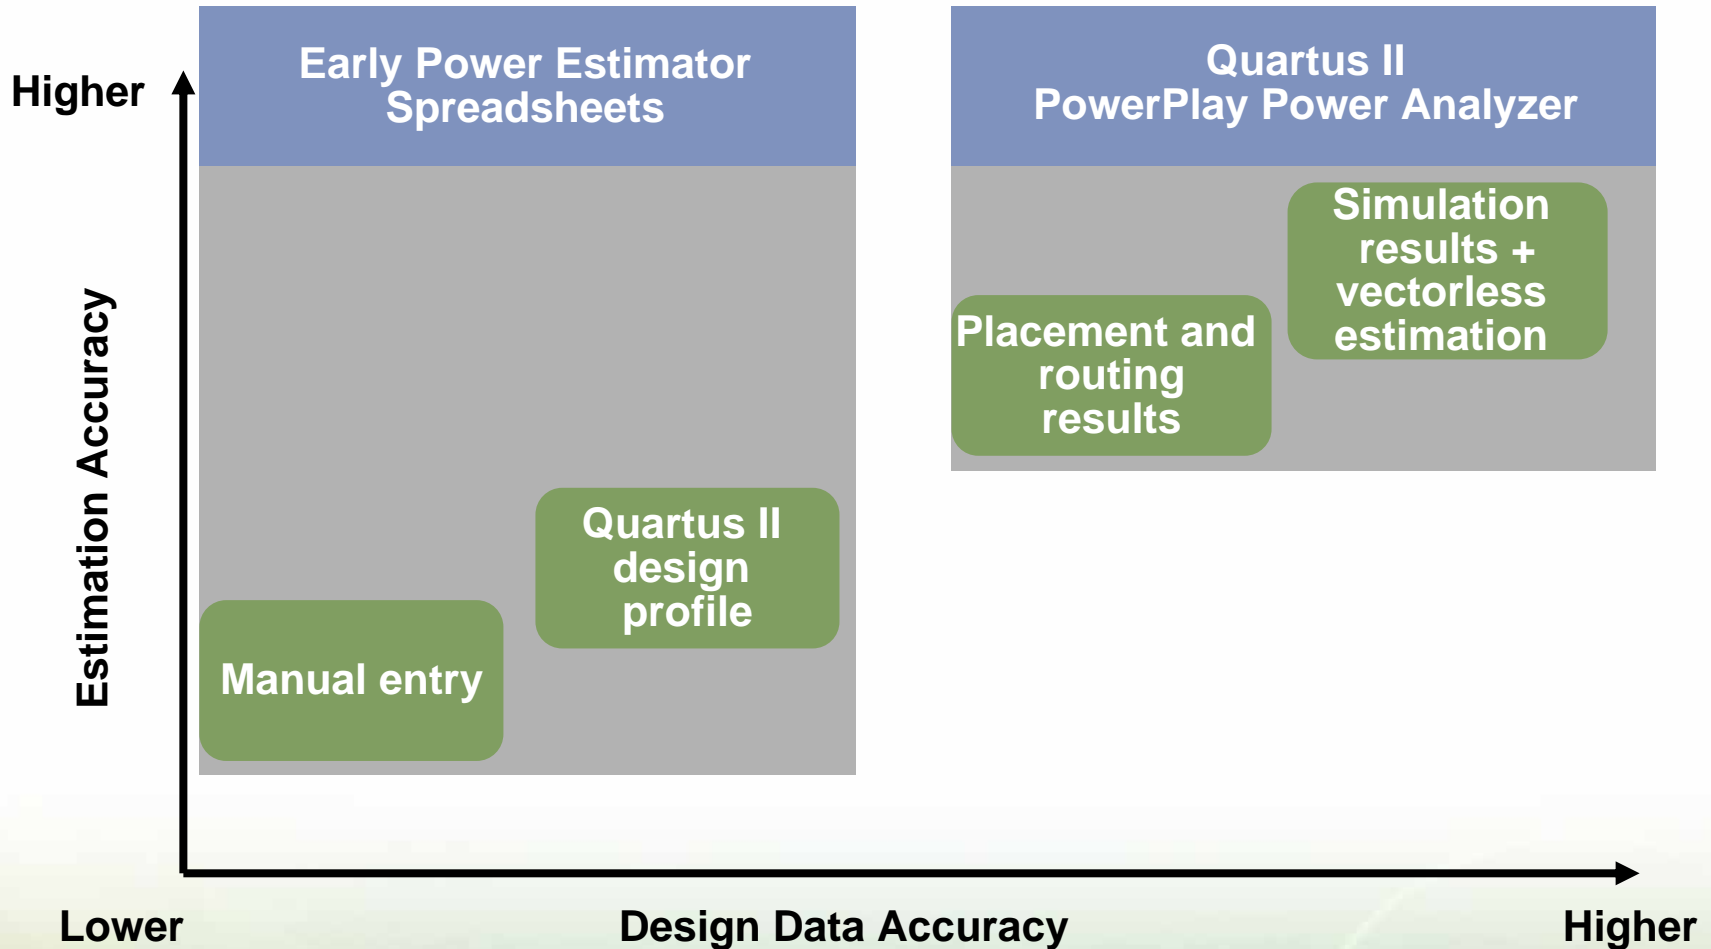 Early Power Estimator
Spreadsheets
Quartus II
PowerPlay Power Analyzer
Higher
Estimation Accuracy
Simulation
results +
vectorless
estimation
Placement and
routing
results
Quartus II
design
profile
Manual entry
Lower
Design Data Accuracy
Higher